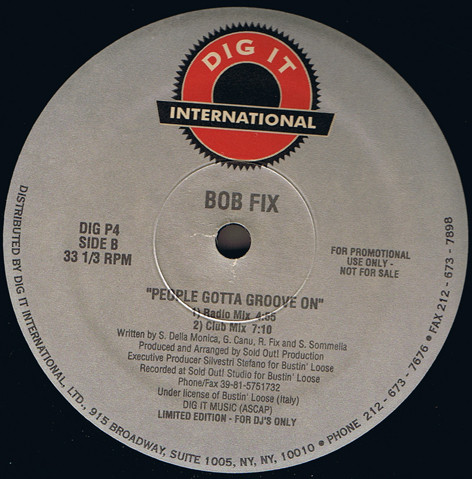 DIG IT
INTERNATIONAL
BOB FIX
DIG P4
SIDE B
33 1/3 RPM
FOR PROMOTIONAL
USE ONLY -
NOT FOR SALE
"PEOPLE GOTTA GROOVE ON"
1) Radio Mix 4:55
2) Club Mix 7:10
Written by S. Della Monica, G. Canu, R. Fix and S. Sommella
Produced and Arranged by Sold Out! Production
Executive Producer Silvestri Stefano for Bustin' Loose
Recorded at Sold Out! Studio for Bustin' Loose
Phone/Fax 39-81-5751732
Under license of Bustin' Loose (Italy)
DIG IT MUSIC (ASCAP)
LIMITED EDITION - FOR DJ'S ONLY
DISTRIBUTED BY DIG IT INTERNATIONAL, LTD., 915 BROADWAY, SUITE 1005, NY, NY, 10010 • PHONE 212 - 673 - 7676 • FAX 212 - 673 - 7898